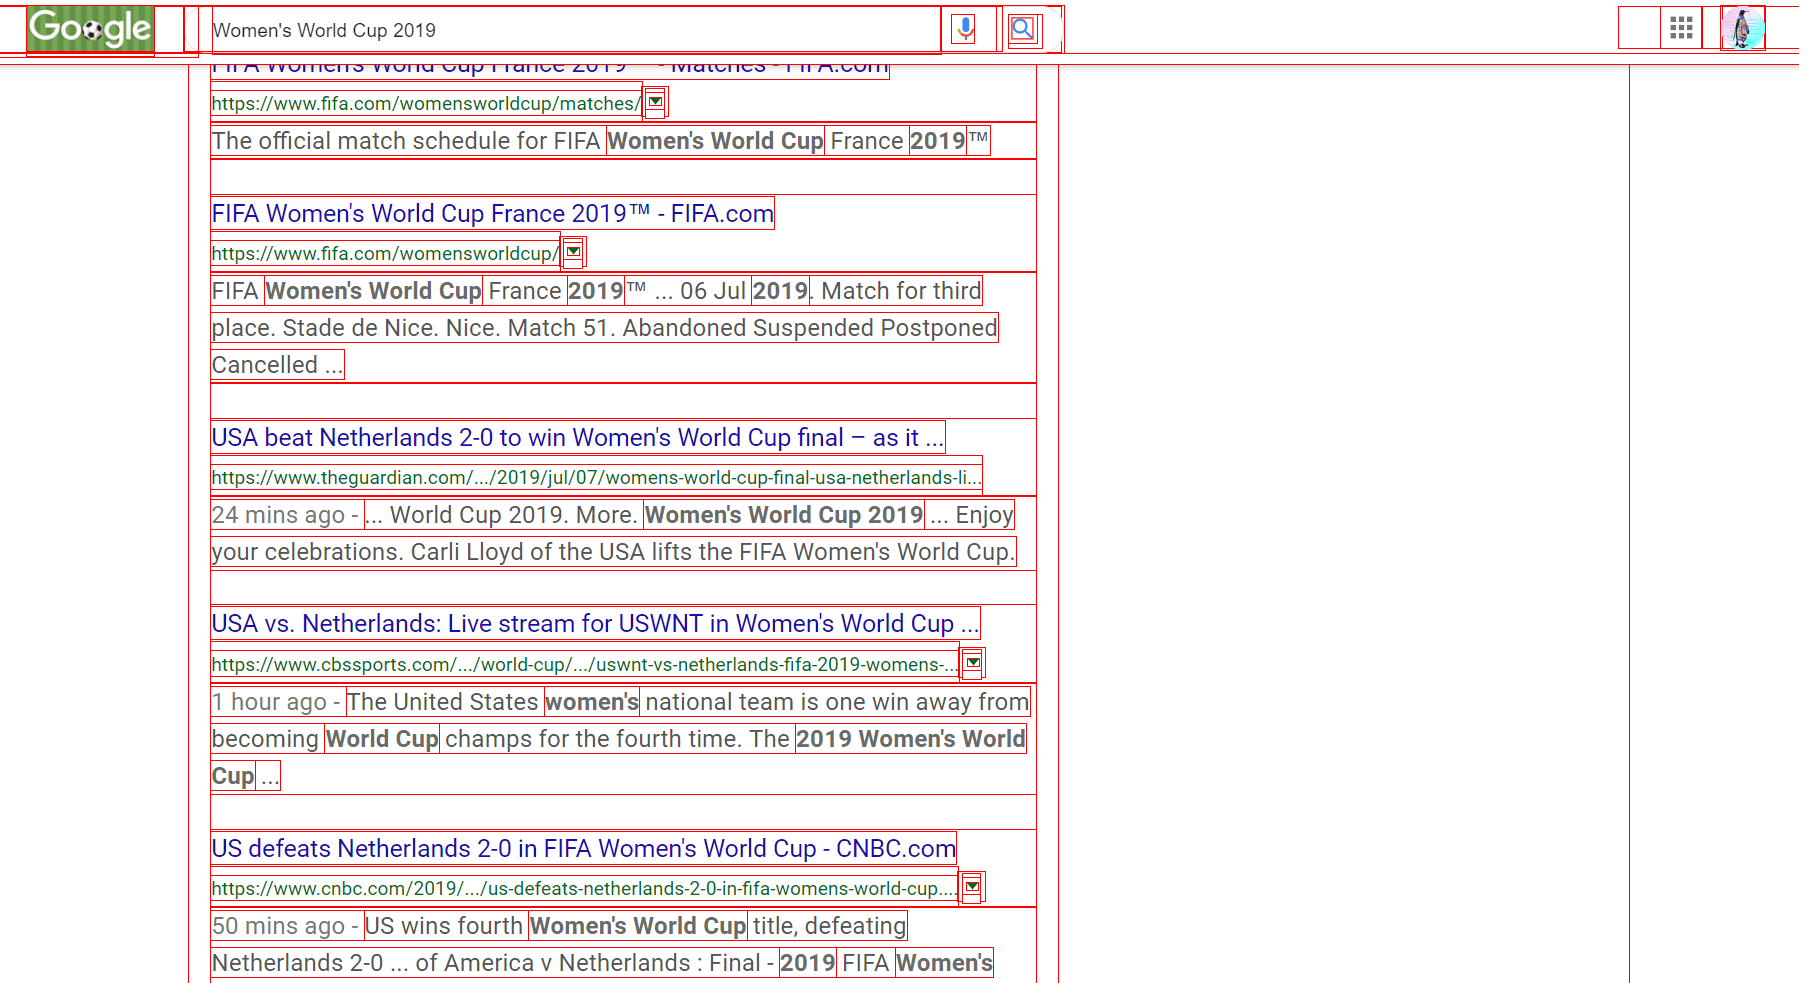 Google
Women's World Cup 2019
FIFA Women's World Cup France 2019™ - Matches - FIFA.com
https://www.fifa.com/womensworldcup/matches/
The official match schedule for FIFA Women's World Cup France 2019™
FIFA Women's World Cup France 2019™ - FIFA.com
https://www.fifa.com/womensworldcup/
FIFA Women's World Cup France 2019™ ... 06 Jul 2019. Match for third
place. Stade de Nice. Nice. Match 51. Abandoned Suspended Postponed
Cancelled ...
USA beat Netherlands 2-0 to win Women's World Cup final – as it ...
https://www.theguardian.com/.../2019/jul/07/womens-world-cup-final-usa-netherlands-li...
24 mins ago - ... World Cup 2019. More. Women's World Cup 2019 ... Enjoy
your celebrations. Carli Lloyd of the USA lifts the FIFA Women's World Cup.
USA vs. Netherlands: Live stream for USWNT in Women's World Cup ...
https://www.cbssports.com/.../world-cup/.../uswnt-vs-netherlands-fifa-2019-womens-...
1 hour ago - The United States women's national team is one win away from
becoming World Cup champs for the fourth time. The 2019 Women's World
Cup ...
US defeats Netherlands 2-0 in FIFA Women's World Cup - CNBC.com
https://www.cnbc.com/2019/.../us-defeats-netherlands-2-0-in-fifa-womens-world-cup....
50 mins ago - US wins fourth Women's World Cup title, defeating
Netherlands 2-0 ... of America v Netherlands : Final - 2019 FIFA Women's